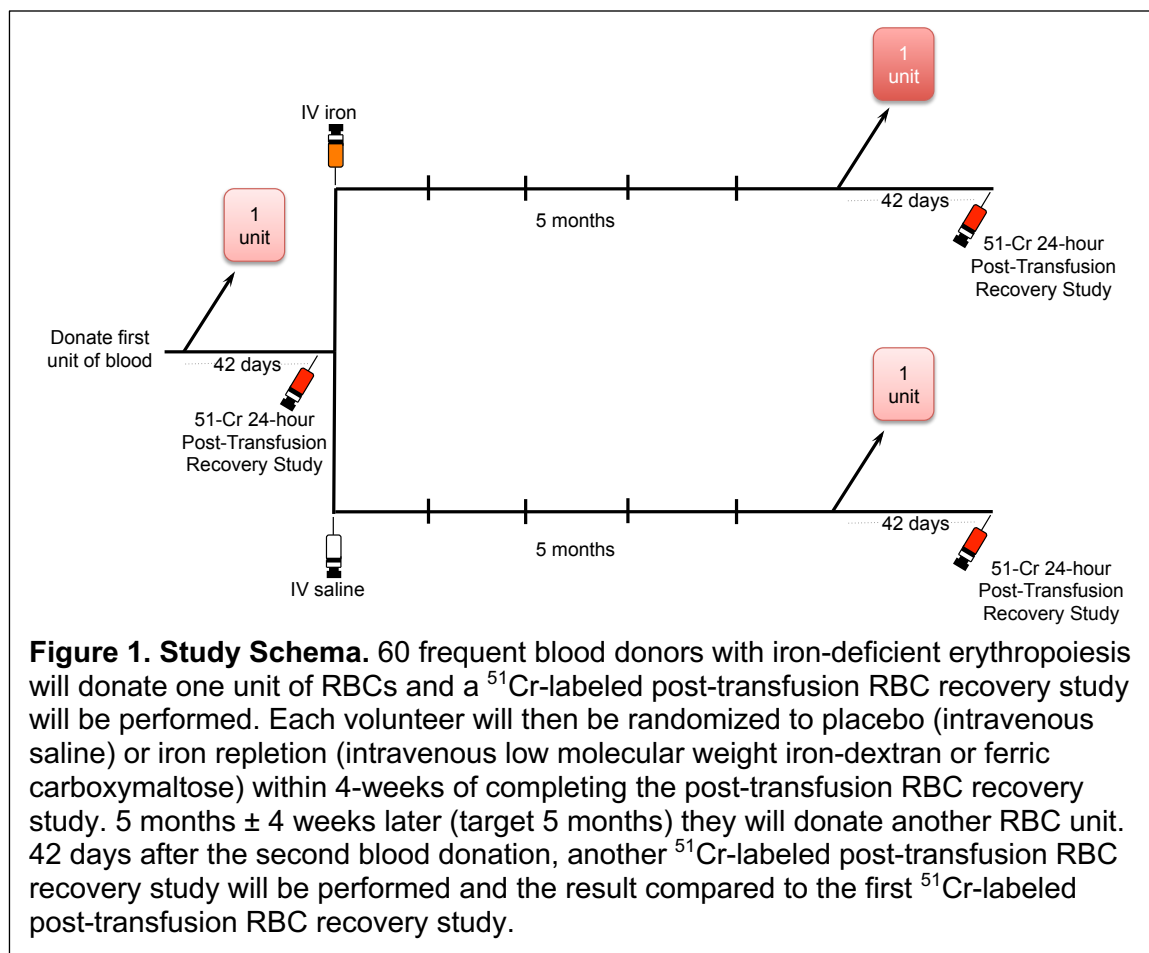 1
unit
IV iron
1
unit
42 days
5 months
51-Cr 24-hour
Post-Transfusion
Recovery Study
Donate first
unit of blood
42 days
51-Cr 24-hour
Post-Transfusion
Recovery Study
1
unit
42 days
5 months
51-Cr 24-hour
Post-Transfusion
Recovery Study
IV saline
Figure 1. Study Schema. 60 frequent blood donors with iron-deficient erythropoiesis
will donate one unit of RBCs and a ⁵¹Cr-labeled post-transfusion RBC recovery study
will be performed. Each volunteer will then be randomized to placebo (intravenous
saline) or iron repletion (intravenous low molecular weight iron-dextran or ferric
carboxymaltose) within 4-weeks of completing the post-transfusion RBC recovery
study. 5 months ± 4 weeks later (target 5 months) they will donate another RBC unit.
42 days after the second blood donation, another ⁵¹Cr-labeled post-transfusion RBC
recovery study will be performed and the result compared to the first ⁵¹Cr-labeled
post-transfusion RBC recovery study.